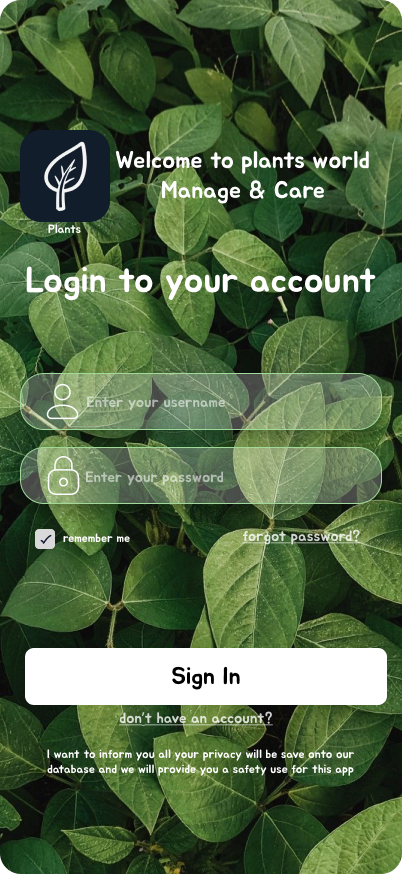 Welcome to plants world
Manage & Care
Plants
Login to your account
Enter your username
Enter your password
remember me
forgot password?
Sign In
don't have an account?
I want to inform you all your privacy will be save onto our
database and we will provide you a safety use for this app